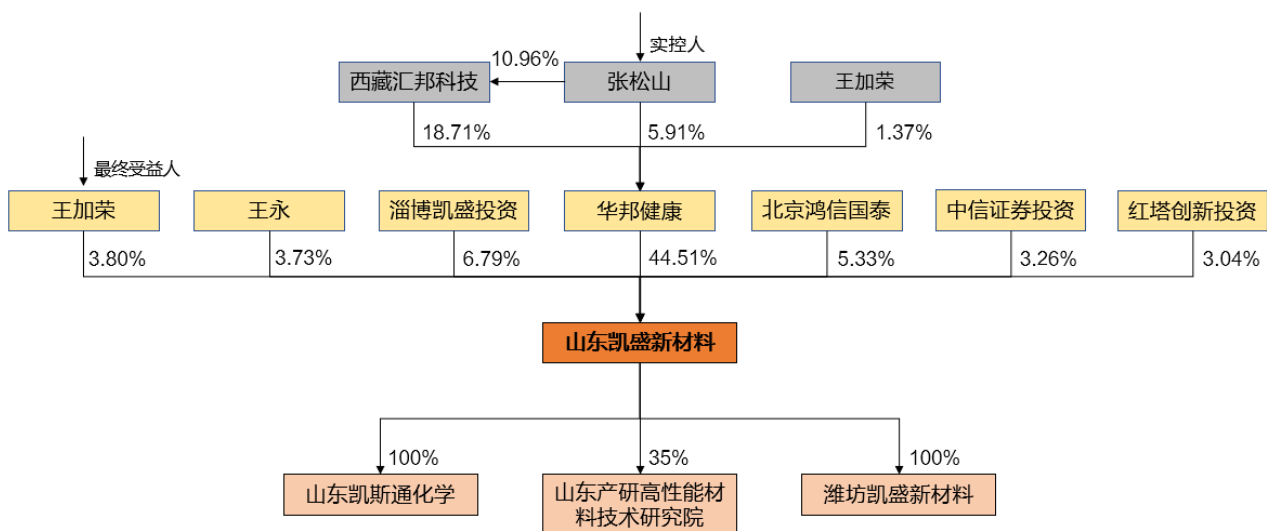 实控人
10.96%
西藏汇邦科技
张松山
王加荣
18.71%
5.91%
1.37%
最终受益人
王加荣
王永
淄博凯盛投资
华邦健康
北京鸿信国泰
中信证券投资
红塔创新投资
3.80%
3.73%
6.79%
44.51%
5.33%
3.26%
3.04%
山东凯盛新材料
100%
35%
100%
山东凯斯通化学
山东产研高性能材
料技术研究院
潍坊凯盛新材料